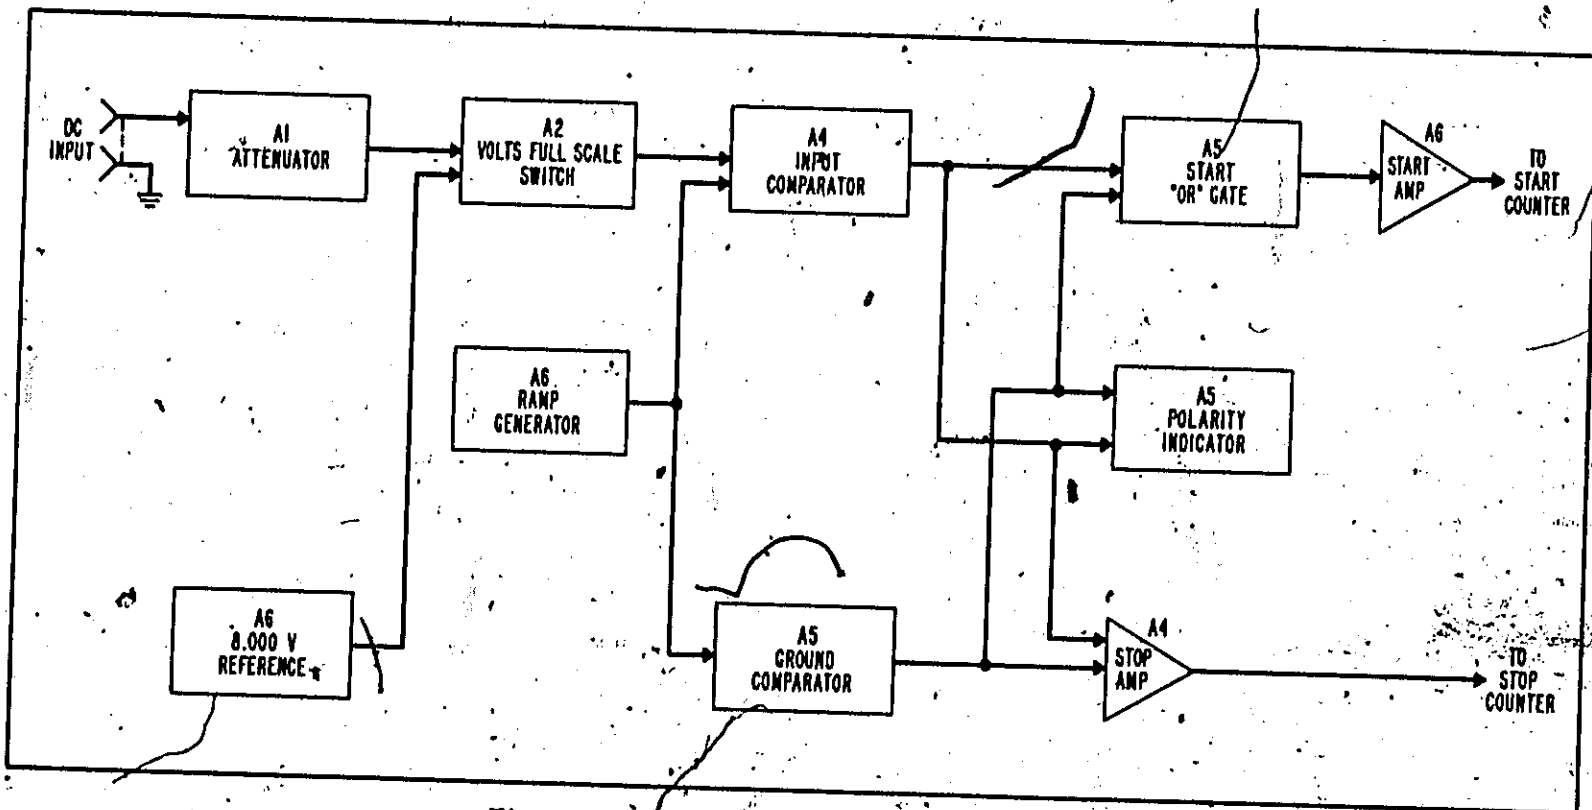 DC
INPUT
A1
ATTENUATOR
A2
VOLTS FULL SCALE
SWITCH
A4
INPUT
COMPARATOR
A5
START
"OR" GATE
A6
START
AMP
TO
START
COUNTER
A6
RAMP
GENERATOR
A5
POLARITY
INDICATOR
A6
8.000 V
REFERENCE
A5
GROUND
COMPARATOR
A4
STOP
AMP
TO
STOP
COUNTER